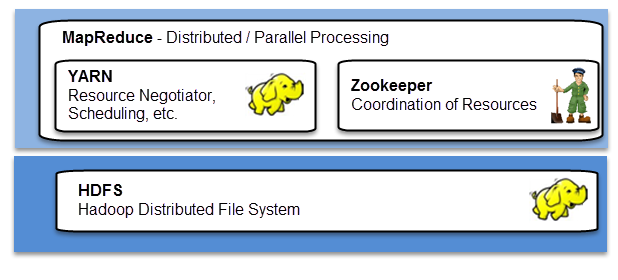 MapReduce - Distributed / Parallel Processing
YARN
Resource Negotiator,
Scheduling, etc.
Zookeeper
Coordination of Resources
HDFS
Hadoop Distributed File System